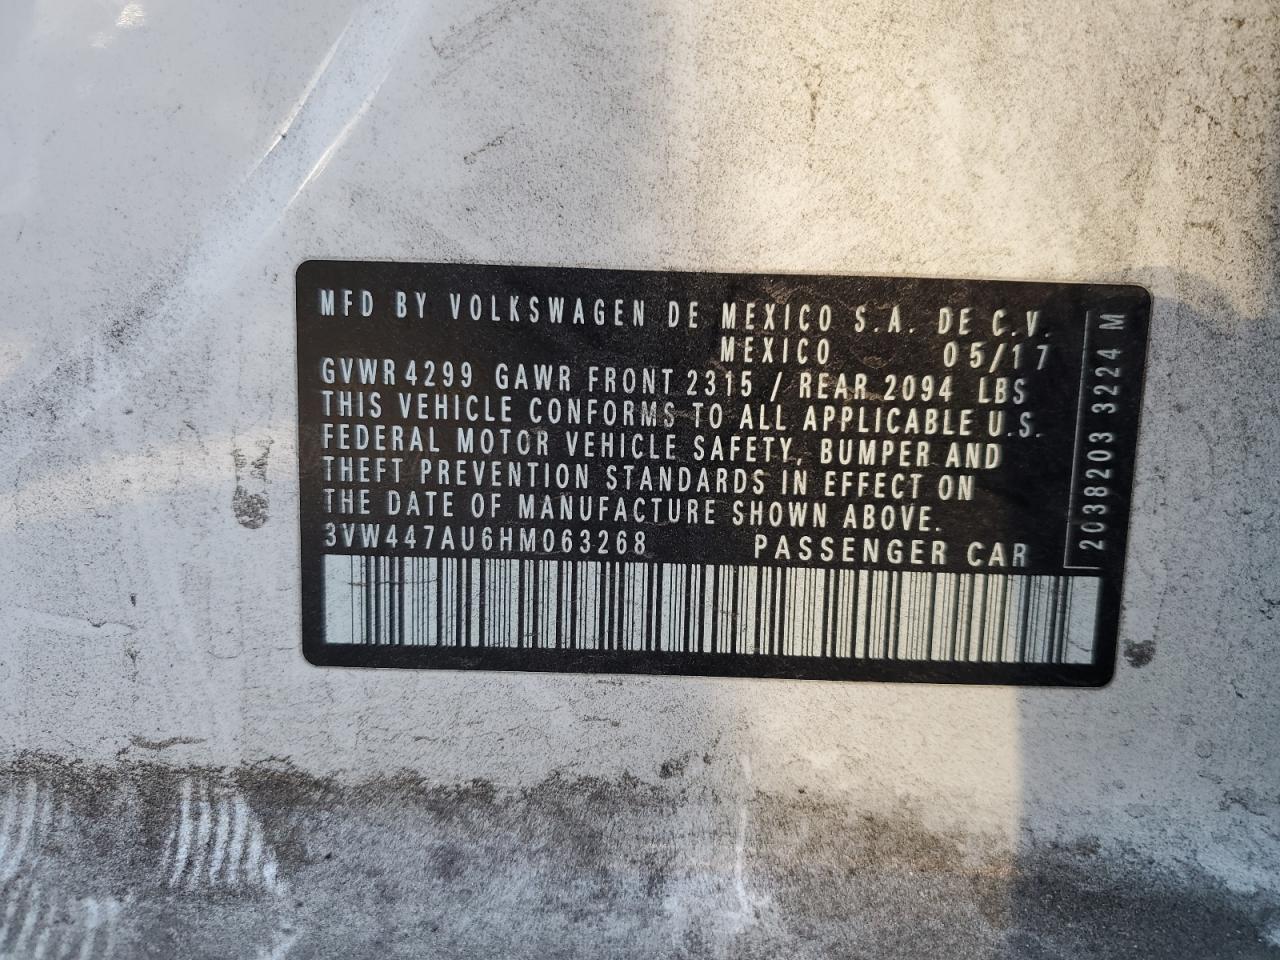 MFD BY VOLKSWAGEN DE MEXICO S.A. DE C.V.
MEXICO 05/17
GVWR 4299 GAWR FRONT 2315 / REAR 2094 LBS
THIS VEHICLE CONFORMS TO ALL APPLICABLE U.S.
FEDERAL MOTOR VEHICLE SAFETY, BUMPER AND
THEFT PREVENTION STANDARDS IN EFFECT ON
THE DATE OF MANUFACTURE SHOWN ABOVE.
3VW447AU6HM063268 PASSENGER CAR
2038203 3224 M